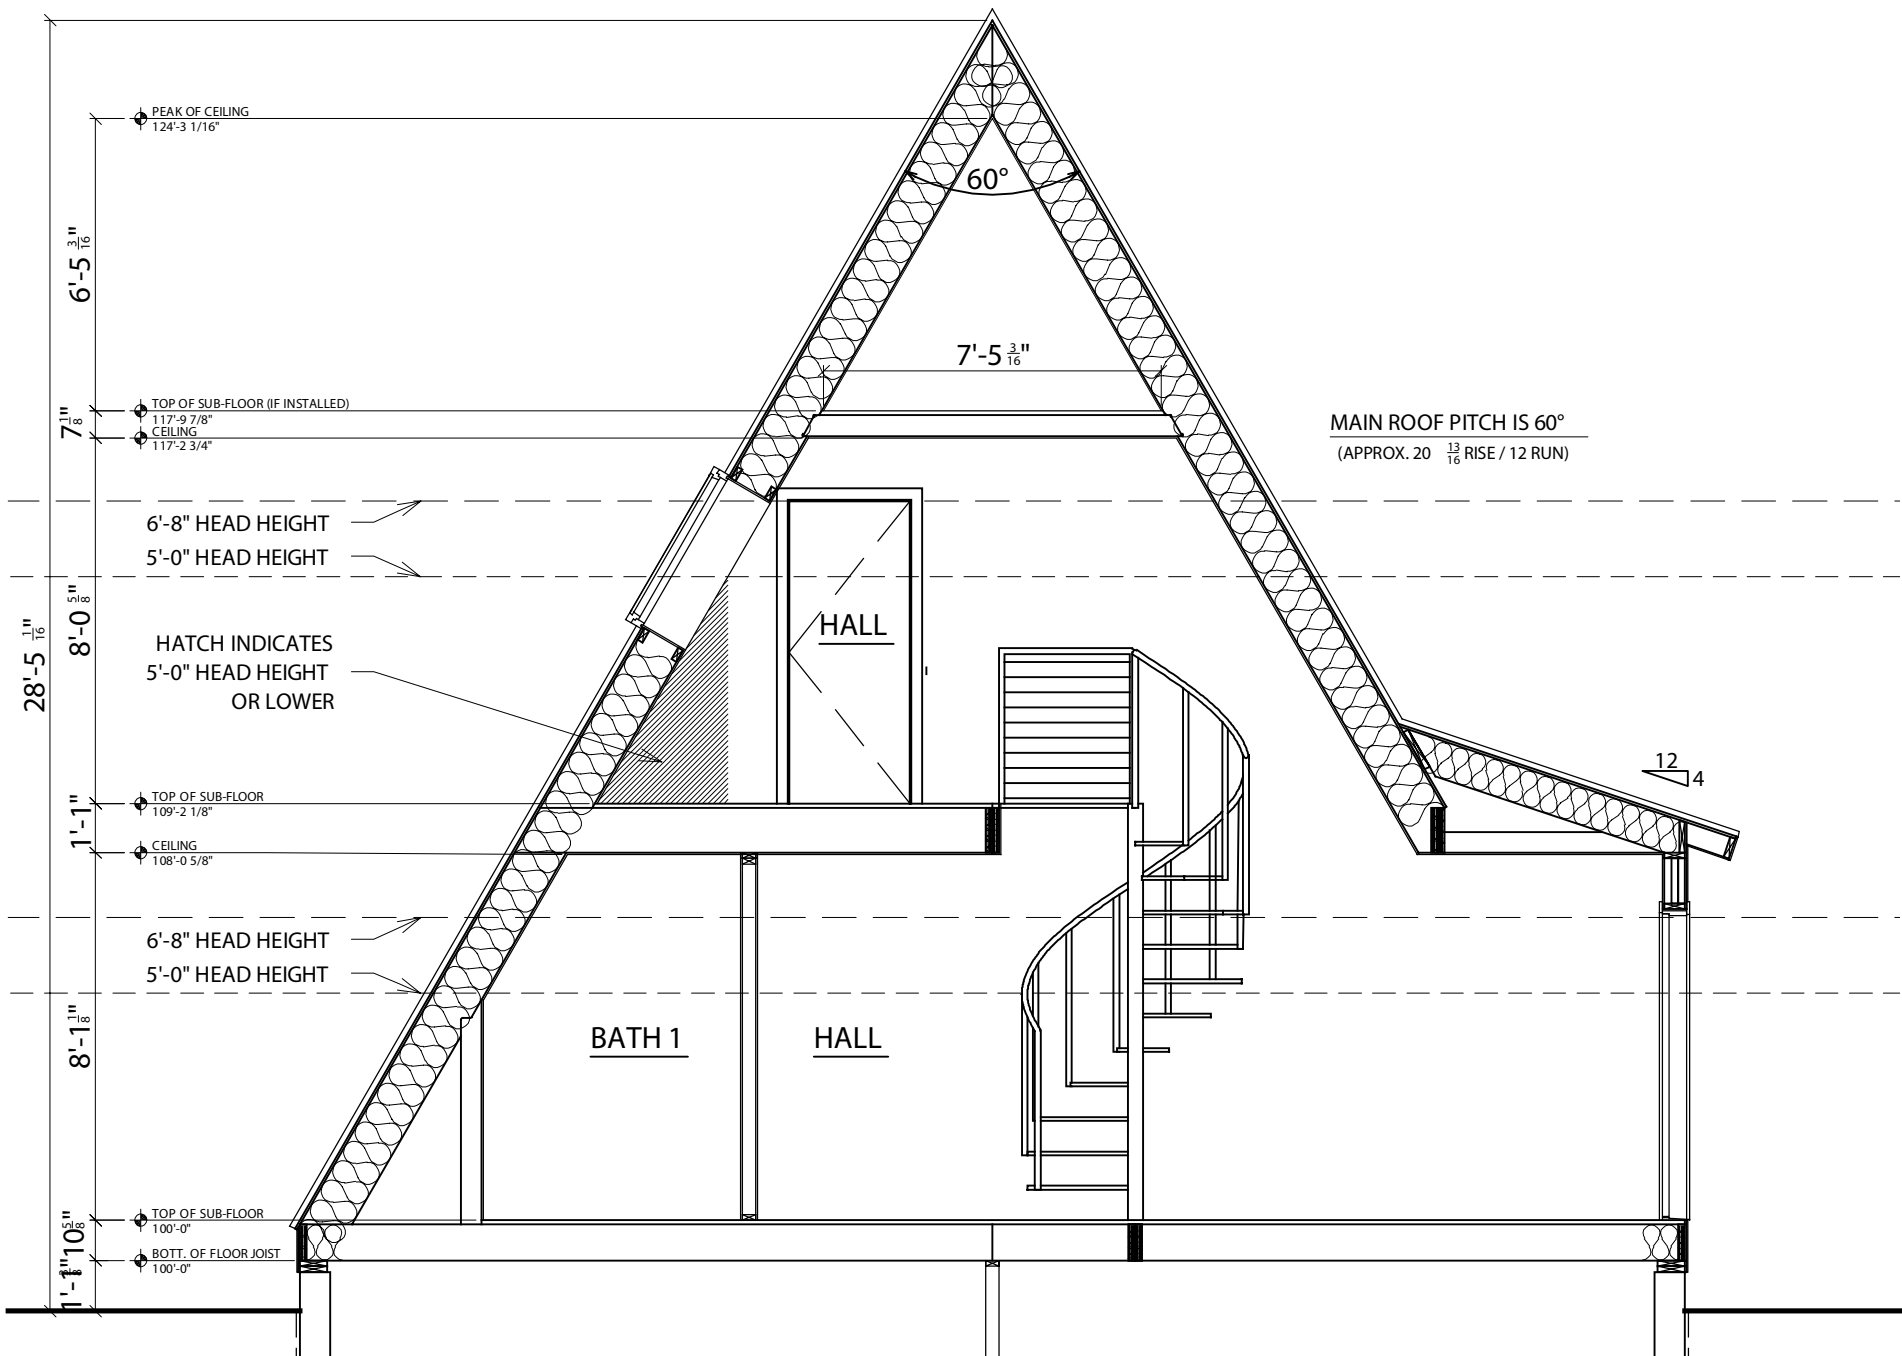 PEAK OF CEILING
124'-3 1/16"
60°
6'-5 3/16"
7'-5 3/16"
TOP OF SUB-FLOOR (IF INSTALLED)
117'-9 7/8"
7 1/8"
CEILING
117'-2 3/4"
MAIN ROOF PITCH IS 60°
(APPROX. 20 13/16 RISE / 12 RUN)
6'-8" HEAD HEIGHT
5'-0" HEAD HEIGHT
8'-0 5/8"
28'-5 1/16"
HALL
HATCH INDICATES
5'-0" HEAD HEIGHT
OR LOWER
12
4
TOP OF SUB-FLOOR
109'-2 1/8"
1'-1"
CEILING
108'-0 5/8"
6'-8" HEAD HEIGHT
5'-0" HEAD HEIGHT
8'-1 1/8"
BATH 1
HALL
TOP OF SUB-FLOOR
100'-0"
10 5/8"
BOTT. OF FLOOR JOIST
100'-0"
1'-1